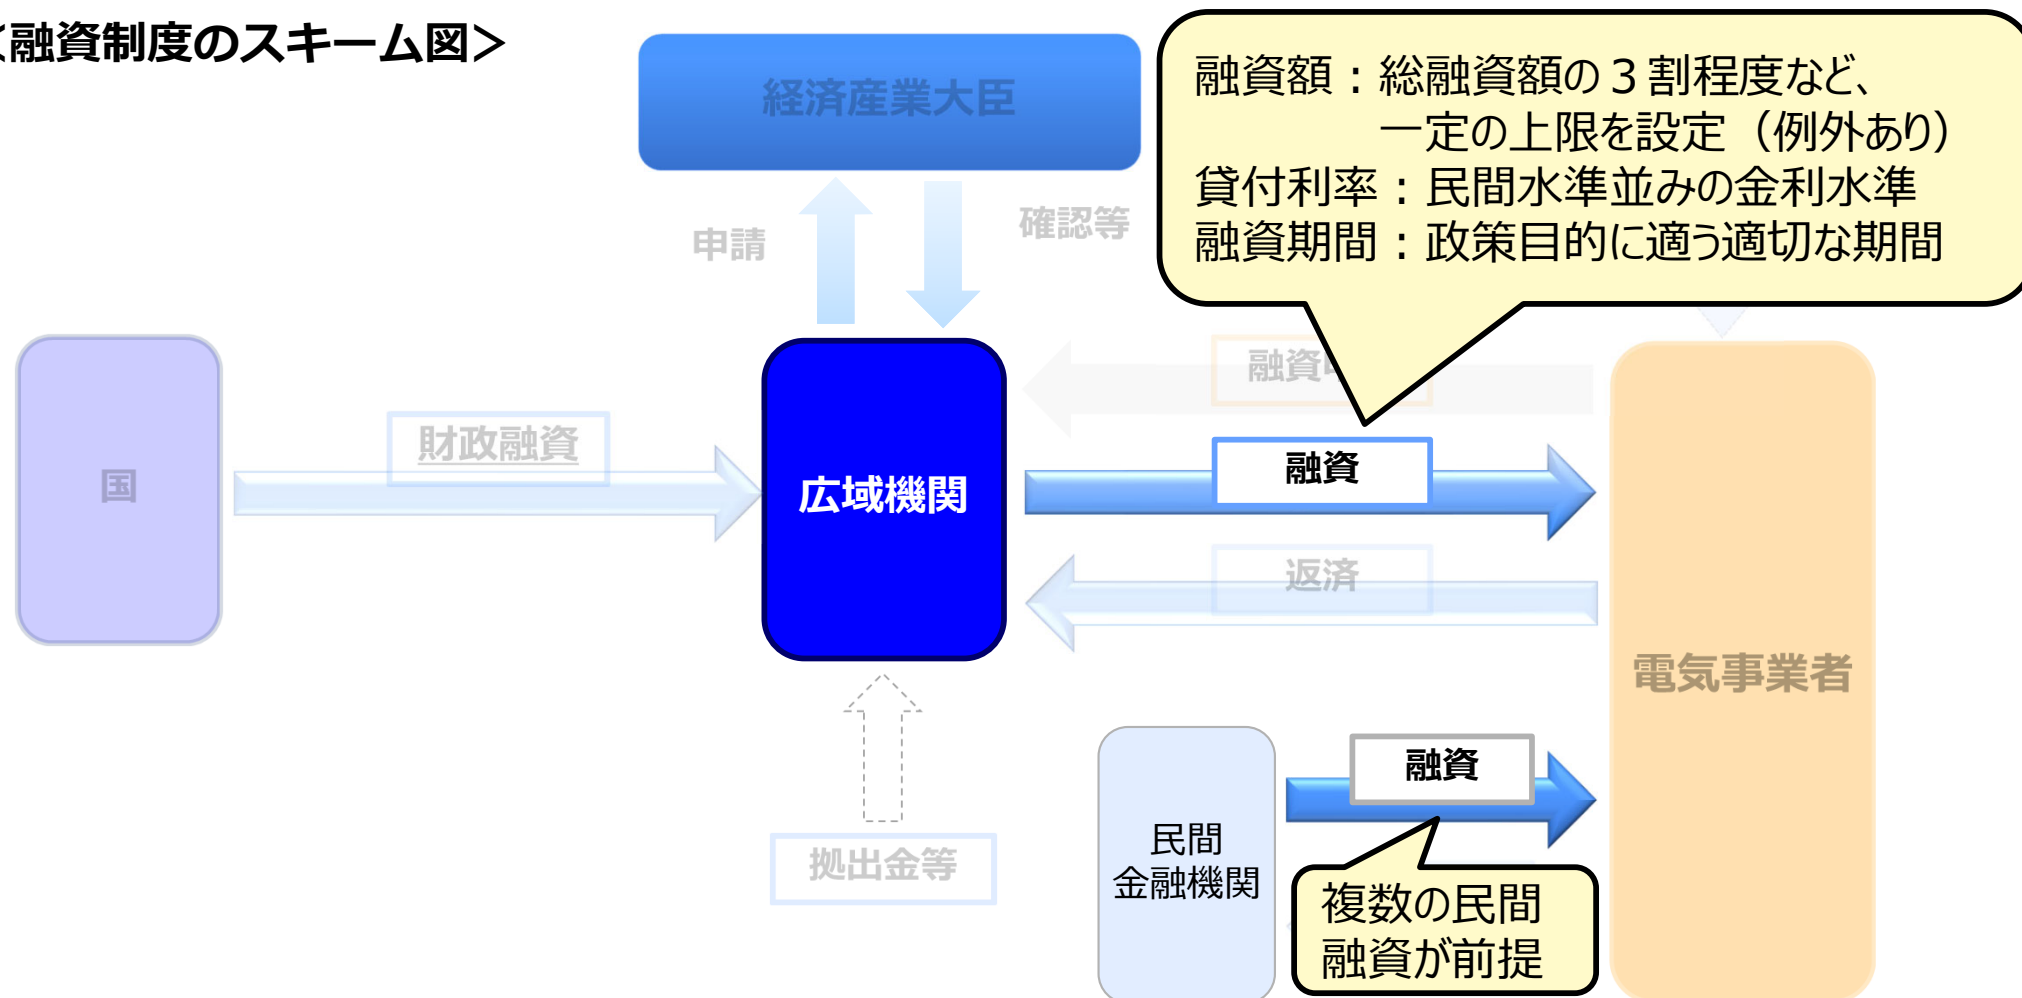 <融資制度のスキーム図>
経済産業大臣
融資額：総融資額の３割程度など、
一定の上限を設定（例外あり）
貸付利率：民間水準並みの金利水準
融資期間：政策目的に適う適切な期間
申請
確認等
融資
国
財政融資
広域機関
融資
返済
電気事業者
拠出金等
民間
金融機関
融資
複数の民間
融資が前提